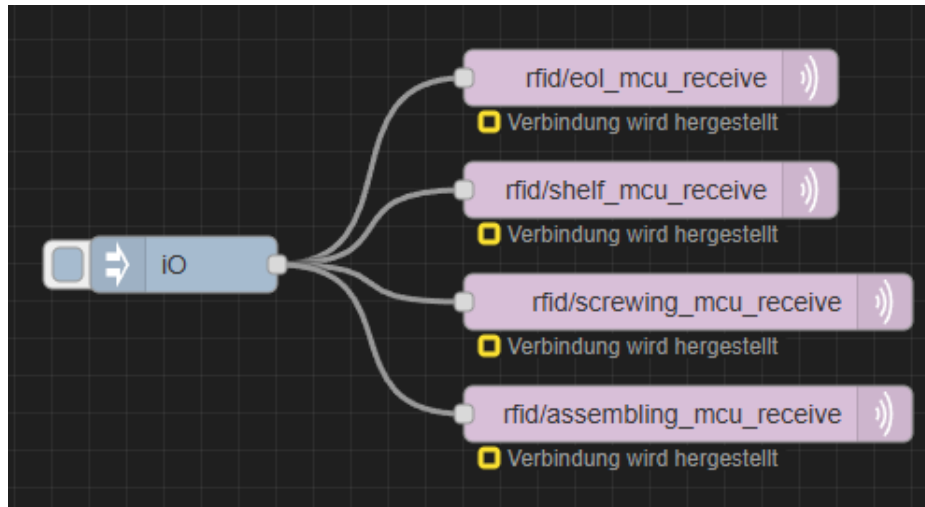 rfid/eol_mcu_receive
Verbindung wird hergestellt
rfid/shelf_mcu_receive
Verbindung wird hergestellt
iO
rfid/screwing_mcu_receive
Verbindung wird hergestellt
rfid/assembling_mcu_receive
Verbindung wird hergestellt